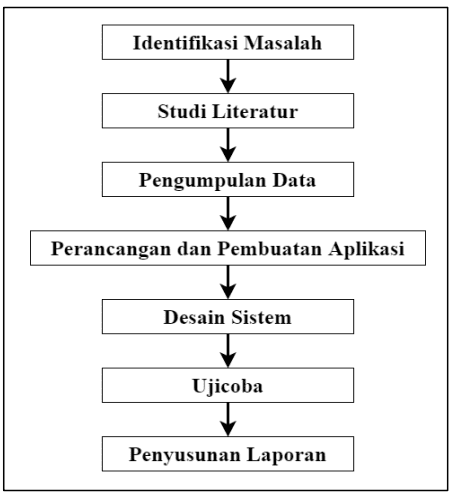 Identifikasi Masalah
Studi Literatur
Pengumpulan Data
Perancangan dan Pembuatan Aplikasi
Desain Sistem
Ujicoba
Penyusunan Laporan